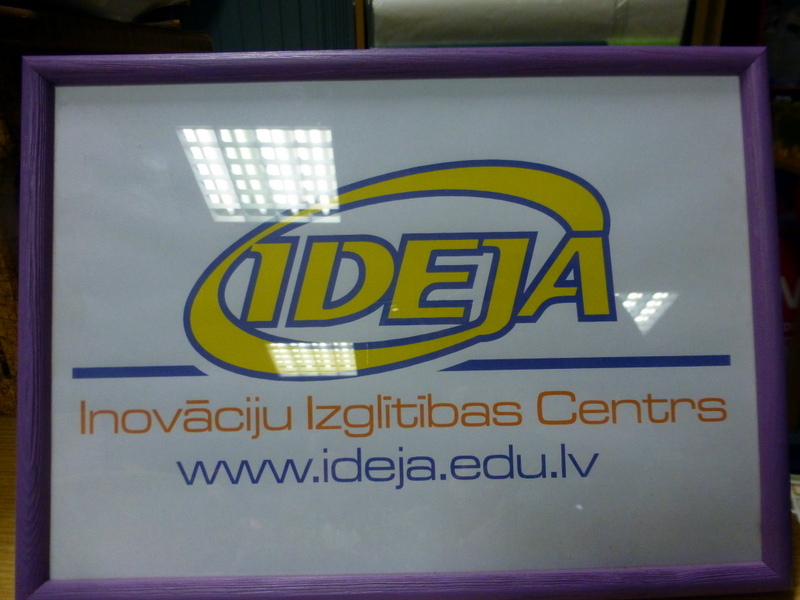 IDEJA
Inovāciju Izglītības Centrs
www.ideja.edu.lv